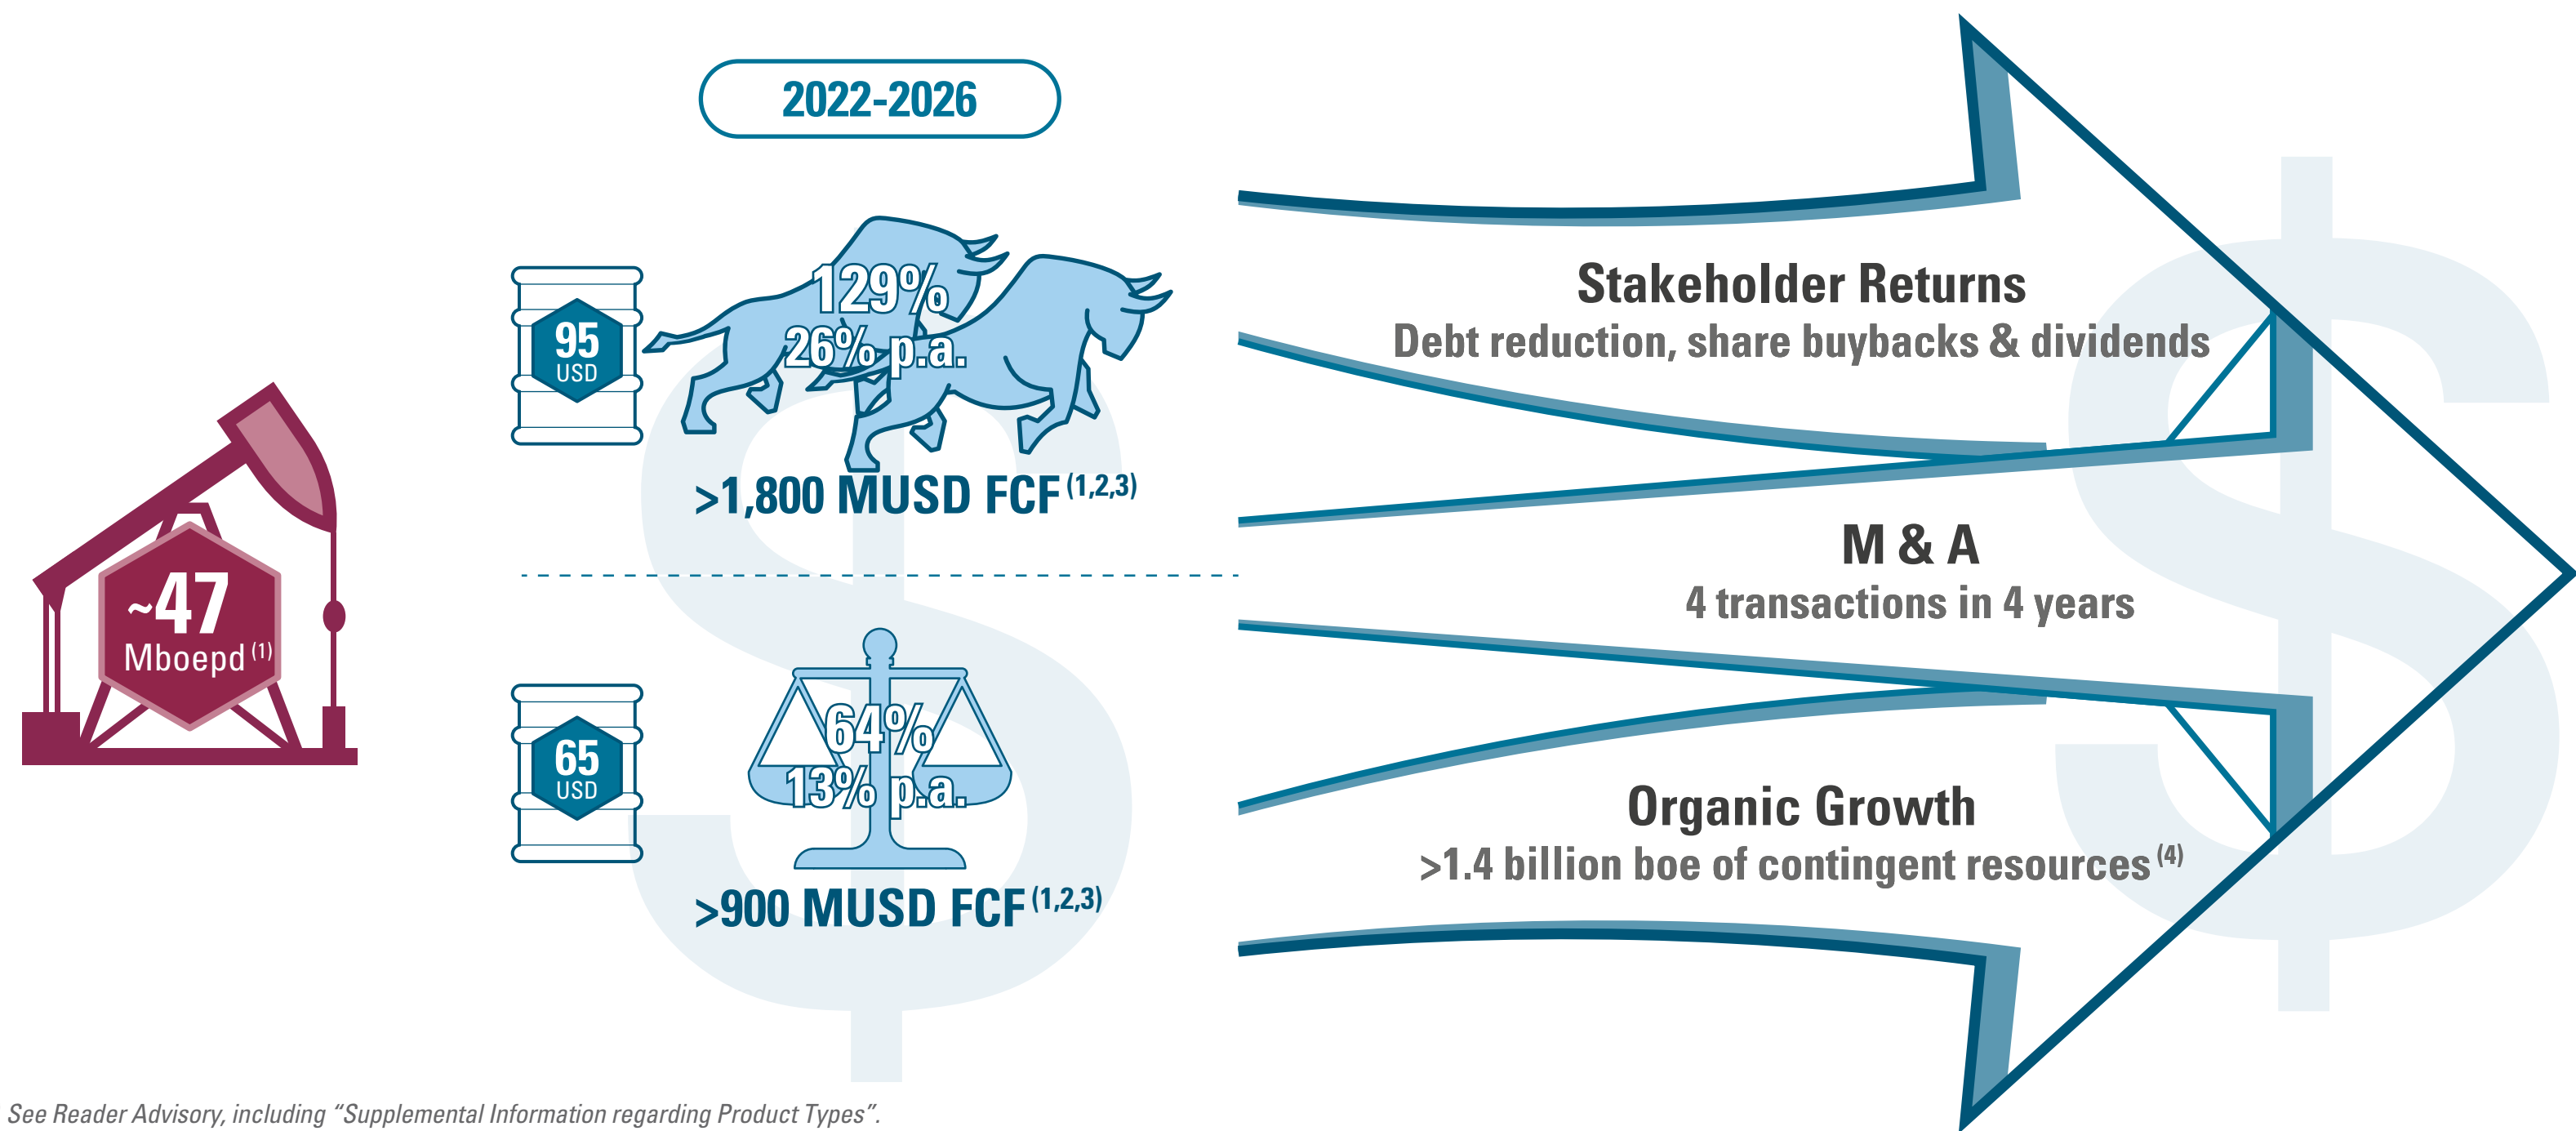 2022-2026
~47
Mboepd (1)
95
USD
129%
26% p.a.
>1,800 MUSD FCF (1,2,3)
65
USD
64%
13% p.a.
>900 MUSD FCF (1,2,3)
Stakeholder Returns
Debt reduction, share buybacks & dividends
M & A
4 transactions in 4 years
Organic Growth
>1.4 billion boe of contingent resources (4)
See Reader Advisory, including “Supplemental Information regarding Product Types”.